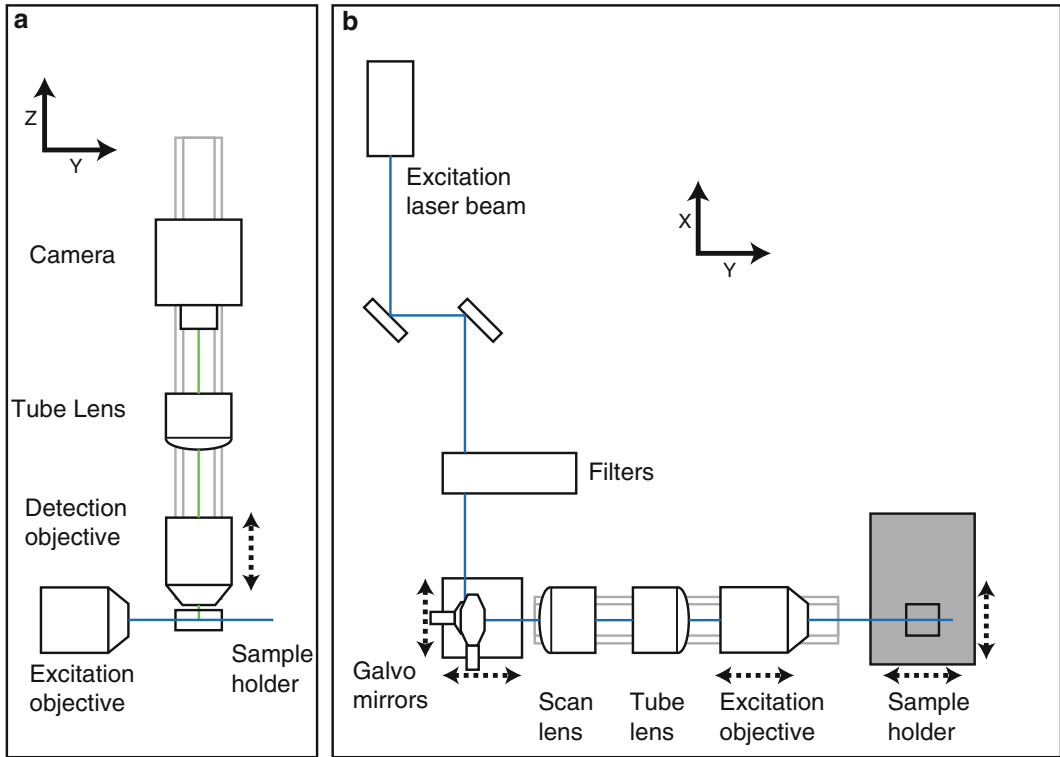 a
Z
Y
Camera
Tube Lens
Detection
objective
Excitation
objective
Sample
holder
b
Excitation
laser beam
X
Y
Filters
Galvo
mirrors
Scan
lens
Tube
lens
Excitation
objective
Sample
holder